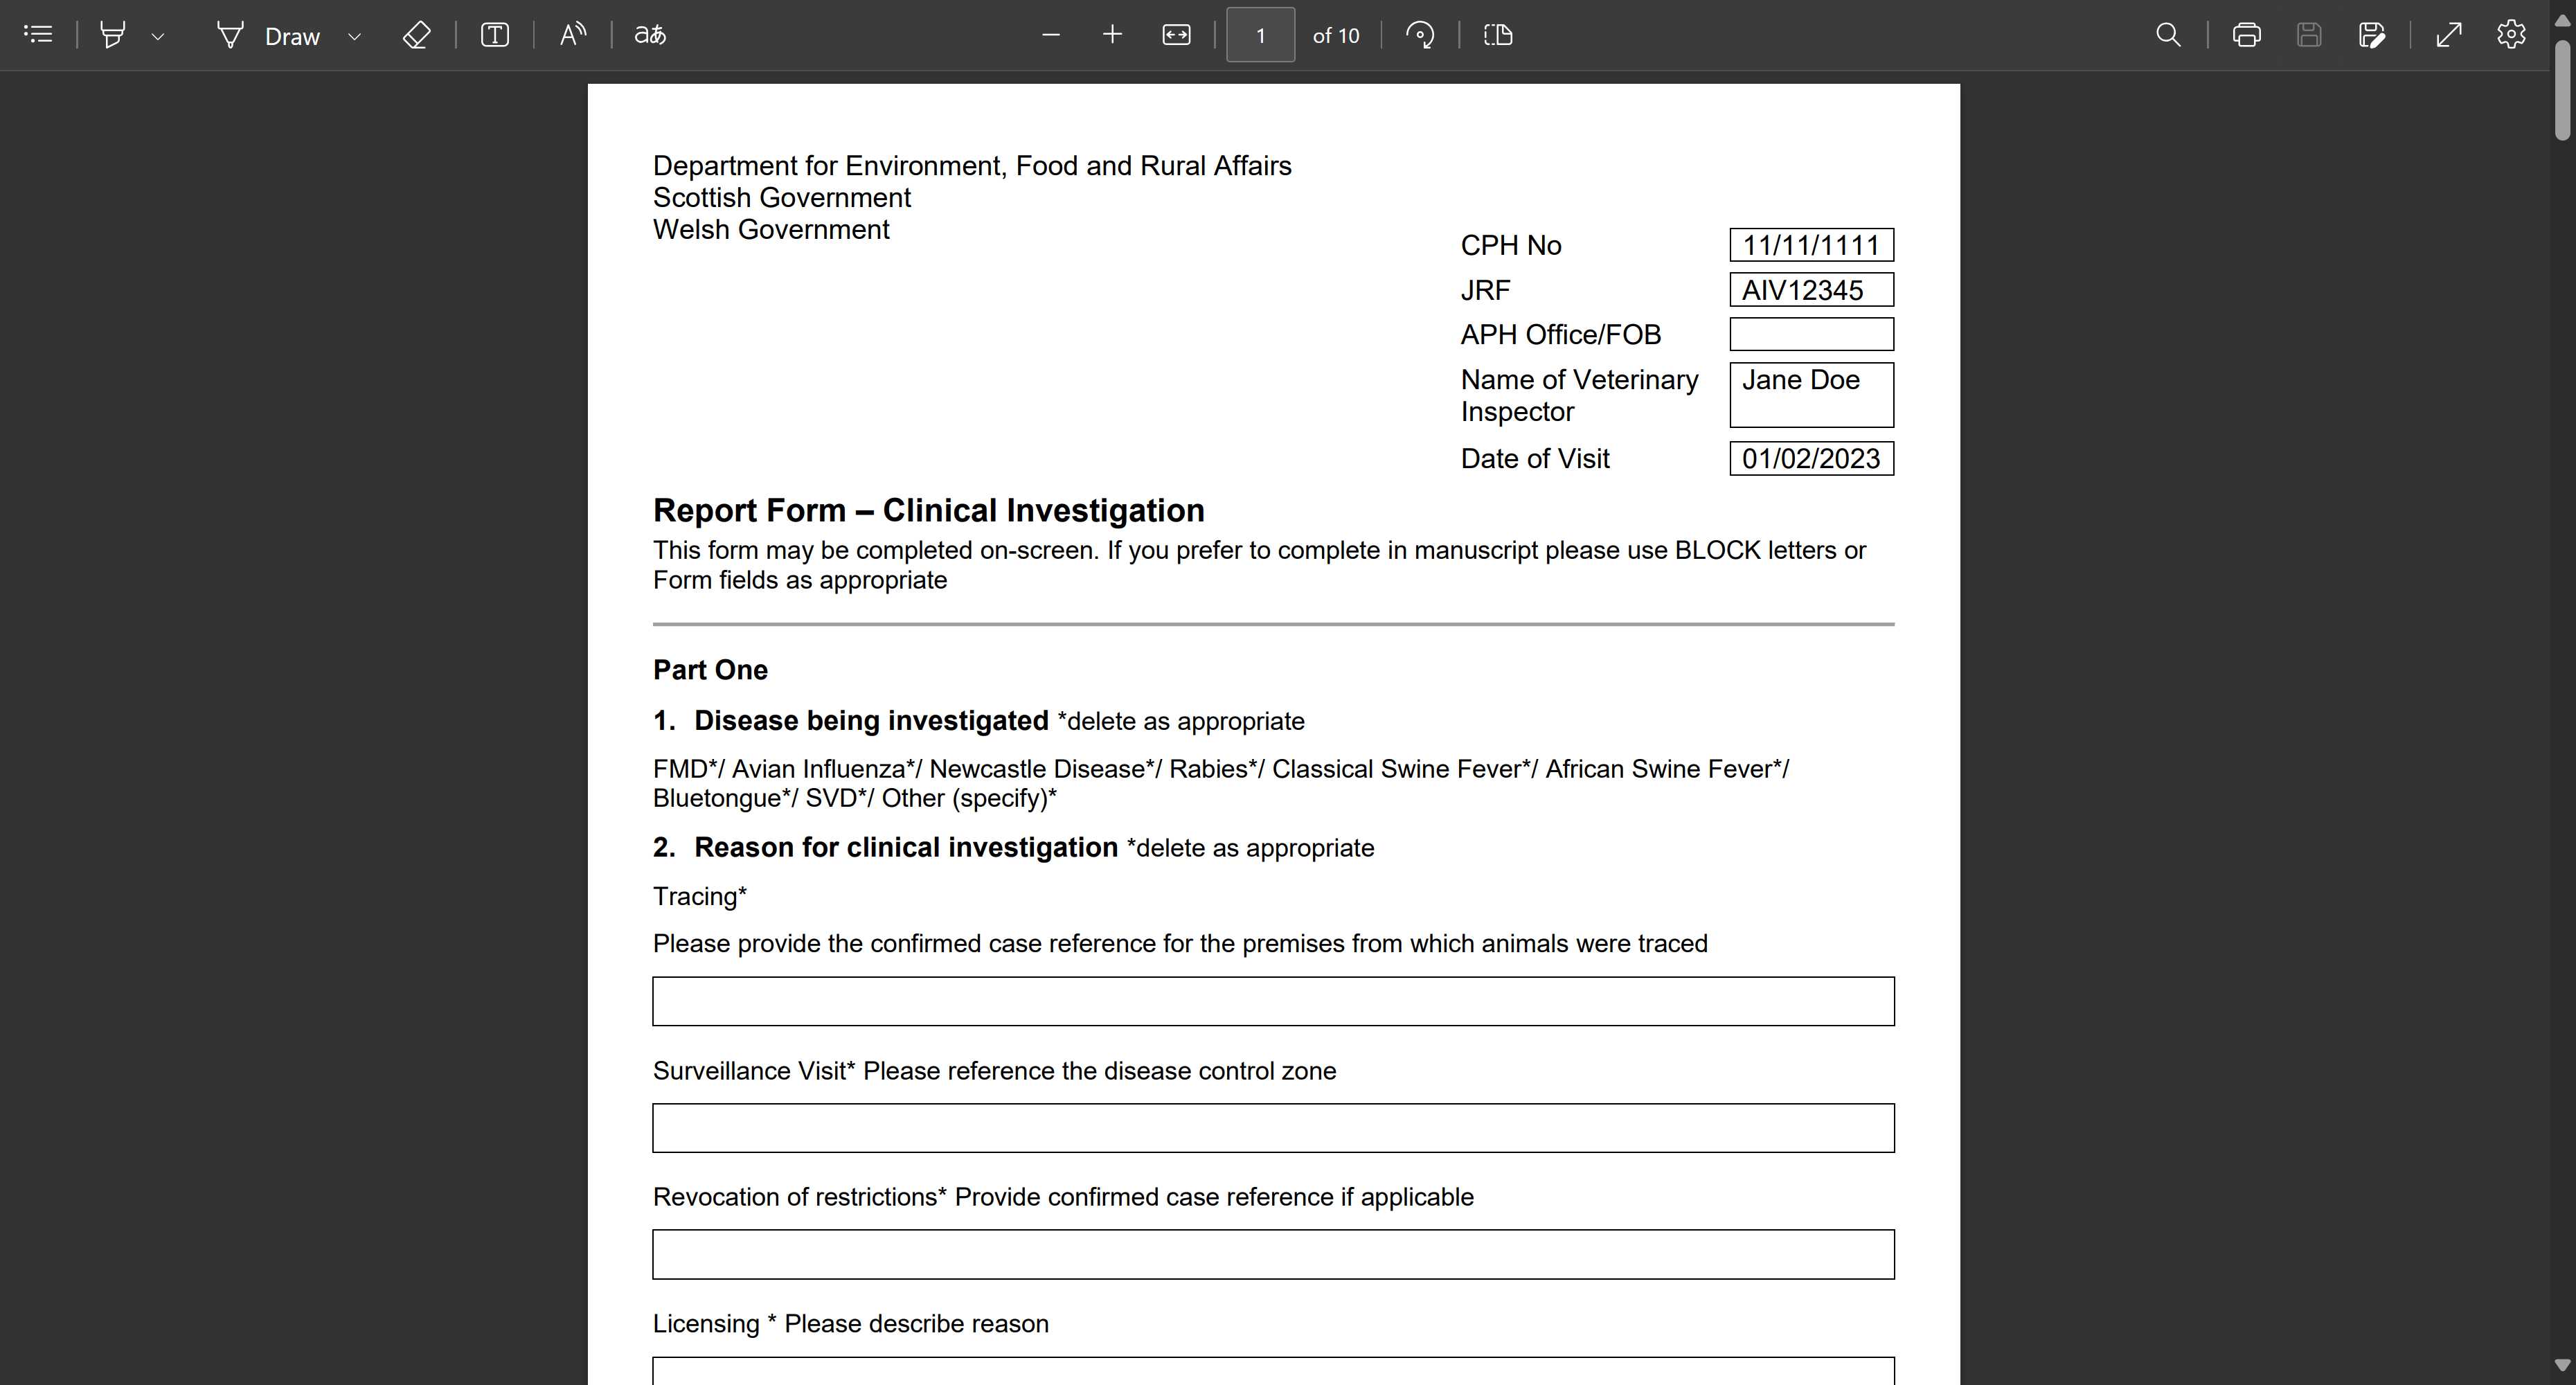 Draw
aあ
1 of 10
Department for Environment, Food and Rural Affairs
Scottish Government
Welsh Government
CPH No 11/11/1111
JRF AIV12345
APH Office/FOB
Name of Veterinary Inspector Jane Doe
Date of Visit 01/02/2023
Report Form – Clinical Investigation
This form may be completed on-screen. If you prefer to complete in manuscript please use BLOCK letters or
Form fields as appropriate
Part One
1. Disease being investigated *delete as appropriate
FMD*/ Avian Influenza*/ Newcastle Disease*/ Rabies*/ Classical Swine Fever*/ African Swine Fever*/
Bluetongue*/ SVD*/ Other (specify)*
2. Reason for clinical investigation *delete as appropriate
Tracing*
Please provide the confirmed case reference for the premises from which animals were traced
Surveillance Visit* Please reference the disease control zone
Revocation of restrictions* Provide confirmed case reference if applicable
Licensing * Please describe reason